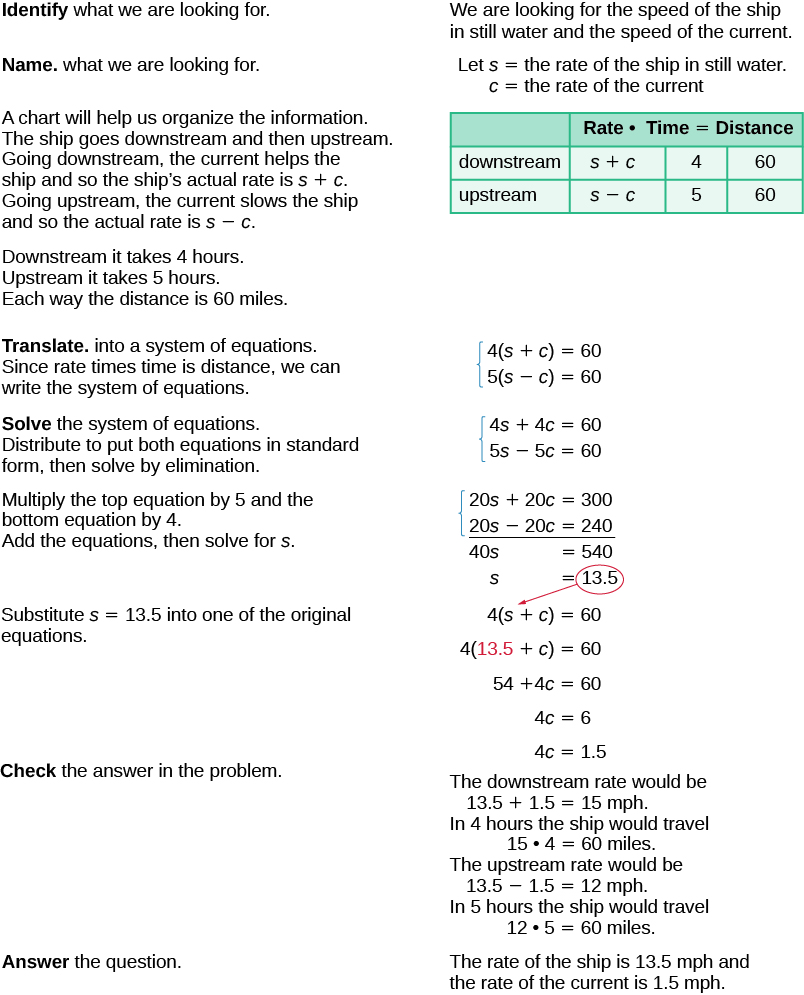 Identify what we are looking for.
We are looking for the speed of the ship
in still water and the speed of the current.
Name. what we are looking for.
Let s = the rate of the ship in still water.
c = the rate of the current
A chart will help us organize the information.
The ship goes downstream and then upstream.
Going downstream, the current helps the
ship and so the ship's actual rate is s + c.
Going upstream, the current slows the ship
and so the actual rate is s − c.
Rate • Time = Distance
downstream s + c 4 60
upstream s − c 5 60
Downstream it takes 4 hours.
Upstream it takes 5 hours.
Each way the distance is 60 miles.
Translate. into a system of equations.
Since rate times time is distance, we can
write the system of equations.
4(s + c) = 60
5(s − c) = 60
Solve the system of equations.
Distribute to put both equations in standard
form, then solve by elimination.
4s + 4c = 60
5s − 5c = 60
Multiply the top equation by 5 and the
bottom equation by 4.
Add the equations, then solve for s.
20s + 20c = 300
20s − 20c = 240
40s = 540
s = 13.5
Substitute s = 13.5 into one of the original
equations.
4(s + c) = 60
4(13.5 + c) = 60
54 +4c = 60
4c = 6
4c = 1.5
Check the answer in the problem.
The downstream rate would be
13.5 + 1.5 = 15 mph.
In 4 hours the ship would travel
15 • 4 = 60 miles.
The upstream rate would be
13.5 − 1.5 = 12 mph.
In 5 hours the ship would travel
12 • 5 = 60 miles.
Answer the question.
The rate of the ship is 13.5 mph and
the rate of the current is 1.5 mph.